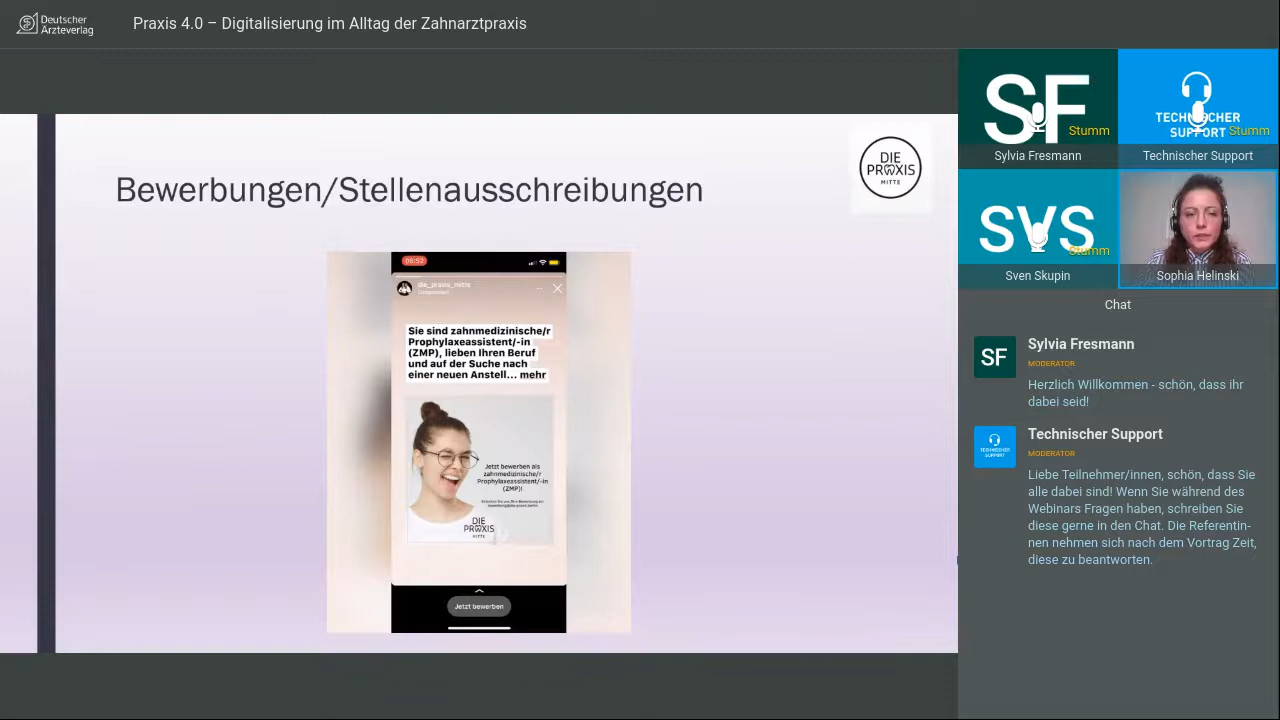 Deutscher
Ärzteverlag
Praxis 4.0 – Digitalisierung im Alltag der Zahnarztpraxis
Bewerbungen/Stellenausschreibungen
DIE
PRAXIS
MITTE
08:52
die_praxis_mitte
Sie sind zahnmedizinische/r
Prophylaxeassistent/-in
(ZMP), lieben Ihren Beruf
und auf der Suche nach
einer neuen Anstell... mehr
Jetzt bewerben als
zahnmedizinische/r
Prophylaxeassistent/-in
(ZMP)!
DIE
PRAXIS
MITTE
Jetzt bewerben
SF
Stumm
Sylvia Fresmann
TECHNISCHER
SUPPORT
Stumm
Technischer Support
SVS
Stumm
Sven Skupin
Sophia Helinski
Chat
SF
Sylvia Fresmann
MODERATOR
Herzlich Willkommen - schön, dass ihr
dabei seid!
TECHNISCHER
SUPPORT
Technischer Support
MODERATOR
Liebe Teilnehmer/innen, schön, dass Sie
alle dabei sind! Wenn Sie während des
Webinars Fragen haben, schreiben Sie
diese gerne in den Chat. Die Referentin-
nen nehmen sich nach dem Vortrag Zeit,
diese zu beantworten.